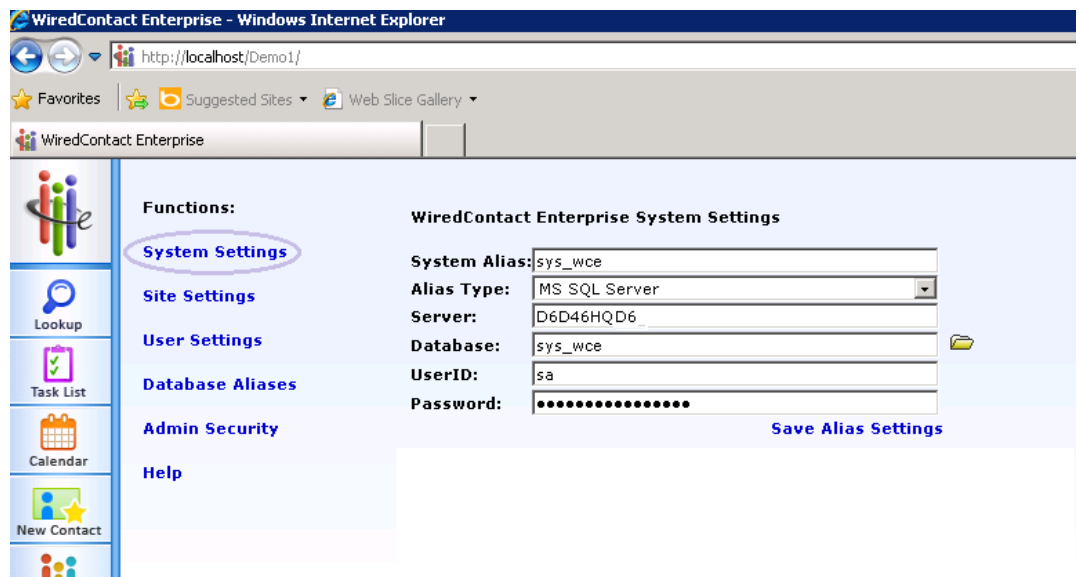 WiredContact Enterprise - Windows Internet Explorer
http://localhost/Demo1/
Favorites Suggested Sites Web Slice Gallery
WiredContact Enterprise
e
Functions:
System Settings
Site Settings
User Settings
Database Aliases
Admin Security
Help
Lookup
Task List
Calendar
New Contact
WiredContact Enterprise System Settings
System Alias: sys_wce
Alias Type: MS SQL Server
Server: D6D46HQD6_
Database: sys_wce
UserID: sa
Password: ••••••••••••••••
Save Alias Settings